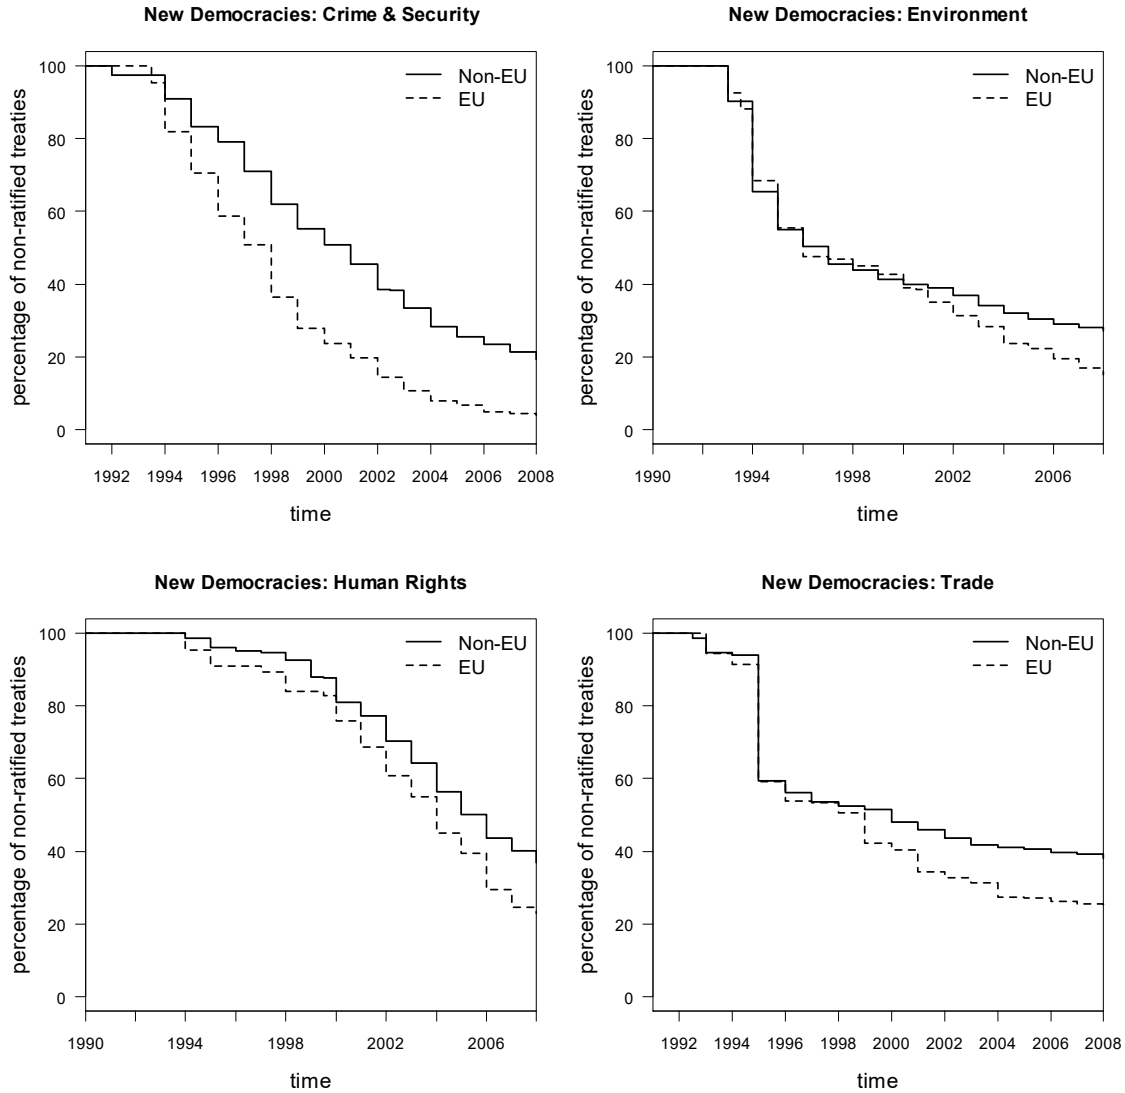 New Democracies: Crime & Security
percentage of non-ratified treaties
100
80
60
40
20
0
Non-EU
EU
1992 1994 1996 1998 2000 2002 2004 2006 2008
time
New Democracies: Environment
percentage of non-ratified treaties
100
80
60
40
20
0
Non-EU
EU
1990 1994 1998 2002 2006
time
New Democracies: Human Rights
percentage of non-ratified treaties
100
80
60
40
20
0
Non-EU
EU
1990 1994 1998 2002 2006
time
New Democracies: Trade
percentage of non-ratified treaties
100
80
60
40
20
0
Non-EU
EU
1992 1994 1996 1998 2000 2002 2004 2006 2008
time